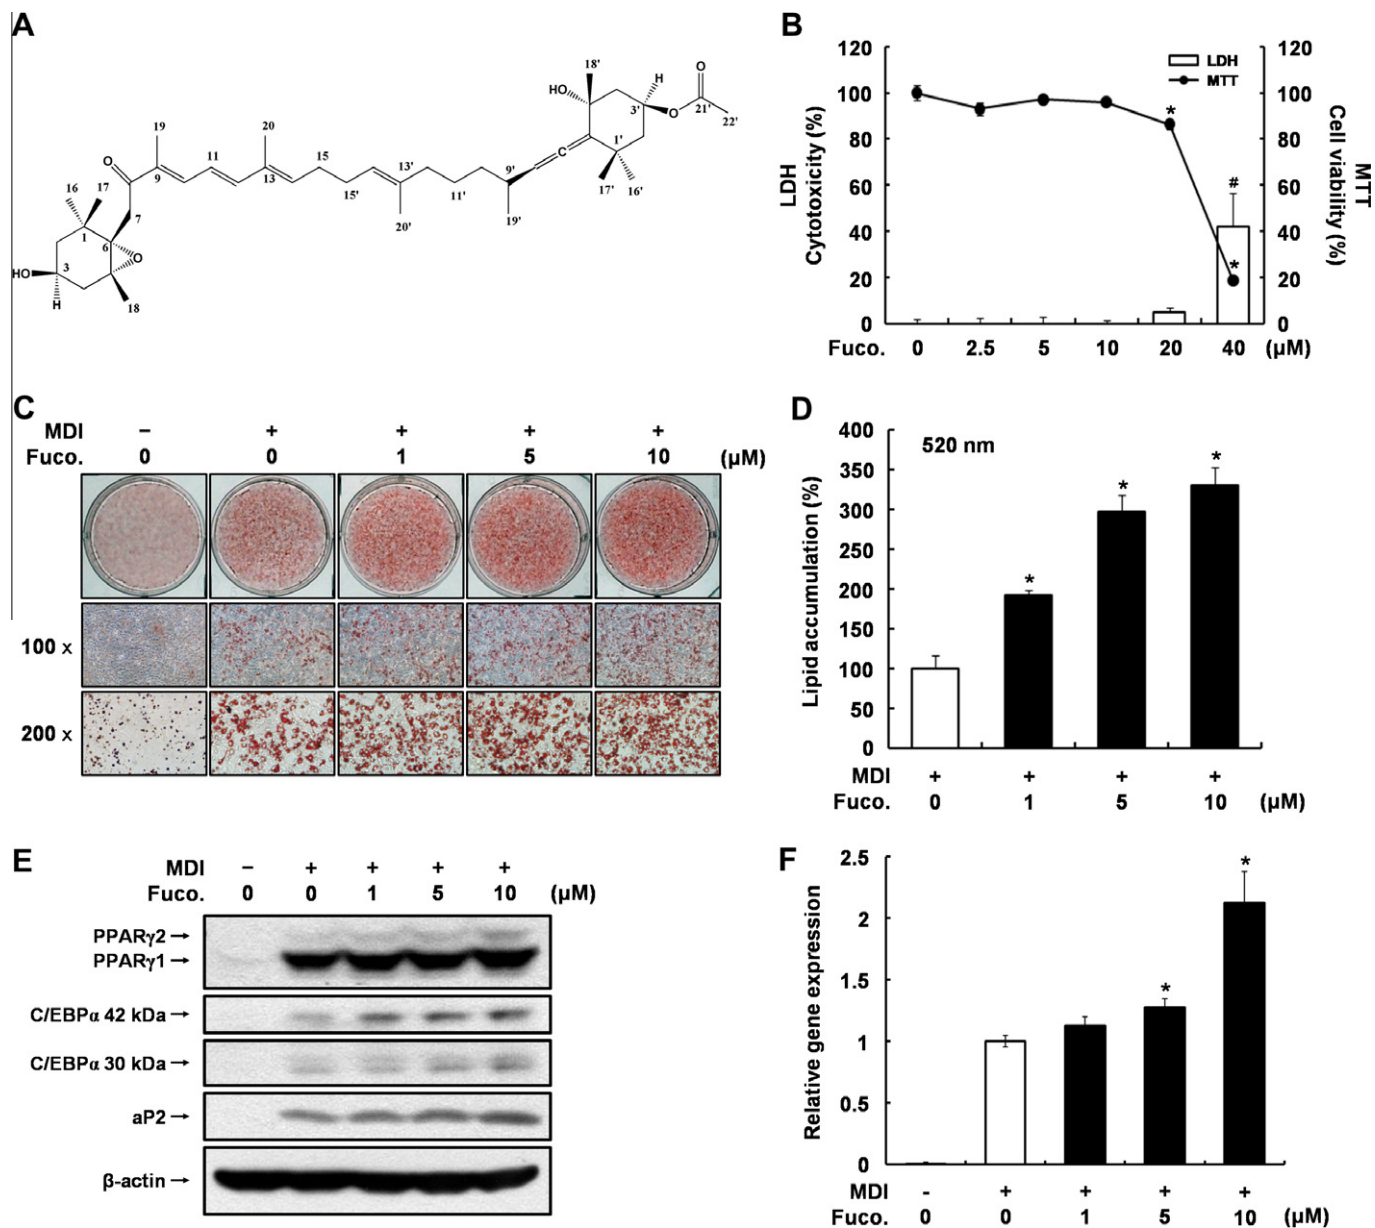 A
19
20
O
11
15
13'
9
13
15'
11'
9'
16
17
7
20'
19'
1
6
HO
3
O
H
18
18'
H
O
HO
3'
O
21'
22'
1'
17'
16'
B
LDH
MTT
LDH
Cytotoxicity (%)
120
100
80
60
40
20
0
*
#
*
120
100
80
60
40
20
0
MTT
Cell viability (%)
Fuco. 0 2.5 5 10 20 40 (μM)
C
MDI − + + + +
Fuco. 0 0 1 5 10 (μM)
100 x
200 x
D
Lipid accumulation (%)
400
350
300
250
200
150
100
50
0
520 nm
* * *
MDI + + + +
Fuco. 0 1 5 10 (μM)
E
MDI − + + + +
Fuco. 0 0 1 5 10 (μM)
PPARγ2 →
PPARγ1 →
C/EBPα 42 kDa →
C/EBPα 30 kDa →
aP2 →
β-actin →
F
Relative gene expression
2.5
2
1.5
1
0.5
0
* *
MDI - + + + +
Fuco. 0 0 1 5 10 (μM)